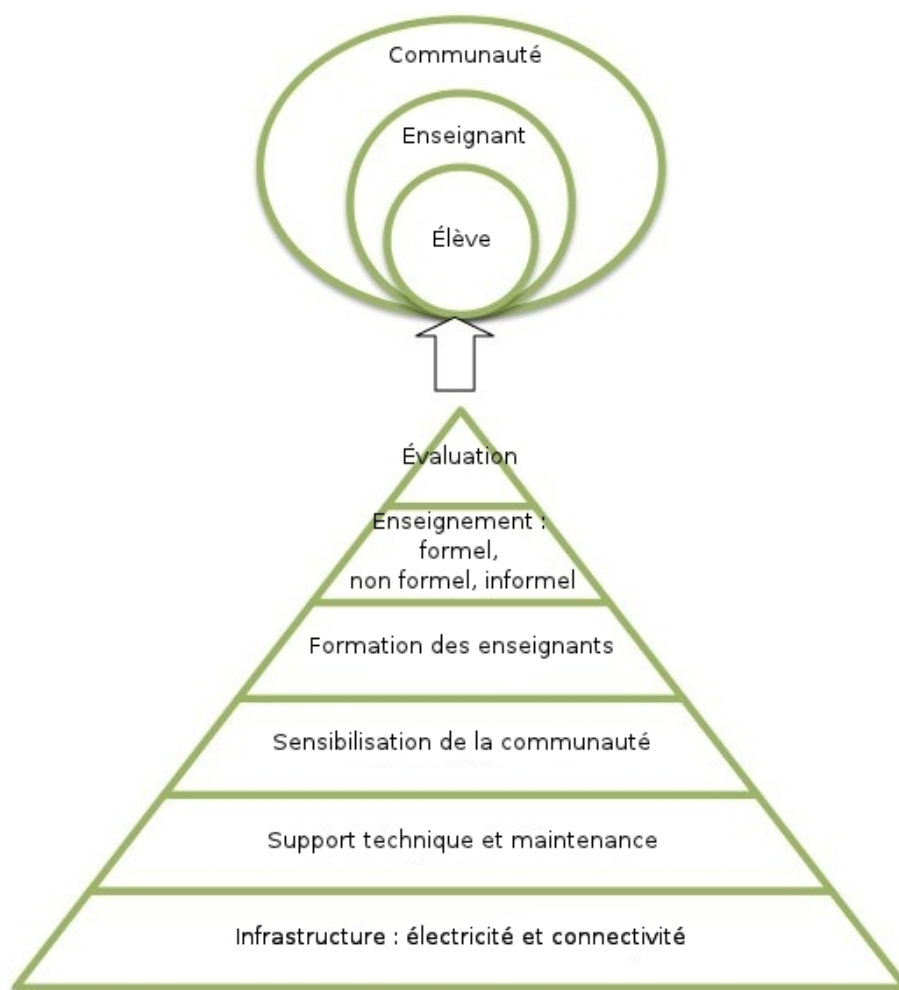 Communauté
Enseignant
Élève
Évaluation
Enseignement :
formel,
non formel, informel
Formation des enseignants
Sensibilisation de la communauté
Support technique et maintenance
Infrastructure : électricité et connectivité